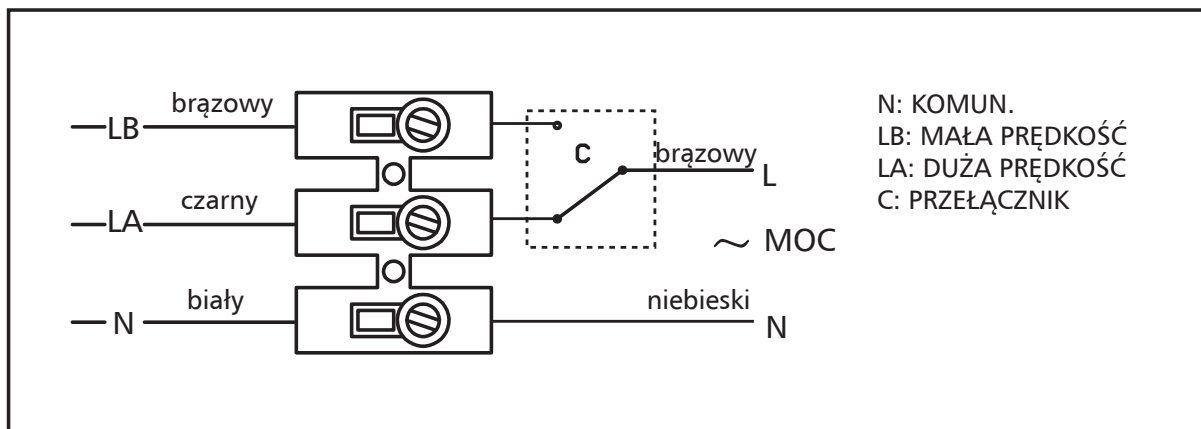 brązowy
LB
C
brązowy
L
czarny
LA
~ MOC
biały
N
niebieski
N
N: KOMUN.
LB: MAŁA PRĘDKOŚĆ
LA: DUŻA PRĘDKOŚĆ
C: PRZEŁĄCZNIK